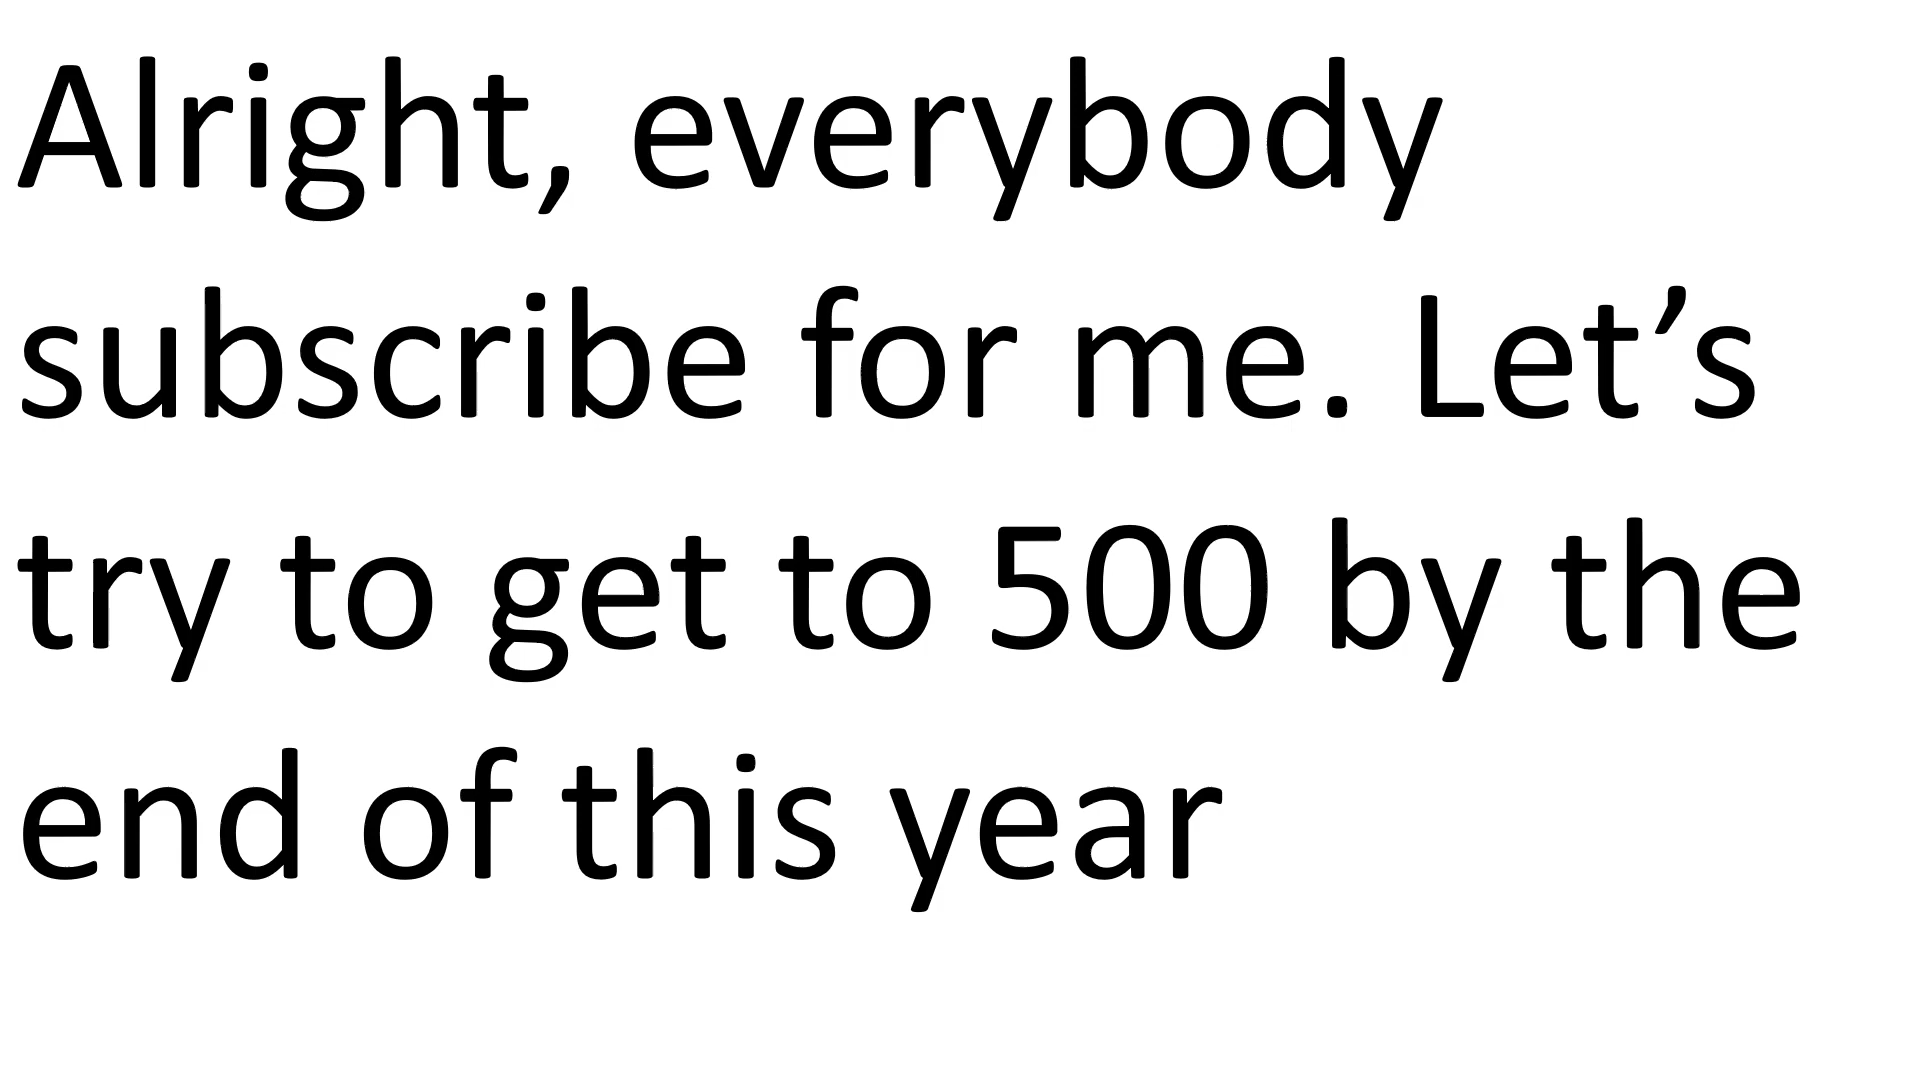 Alright, everybody
subscribe for me. Let’s
try to get to 500 by the
end of this year